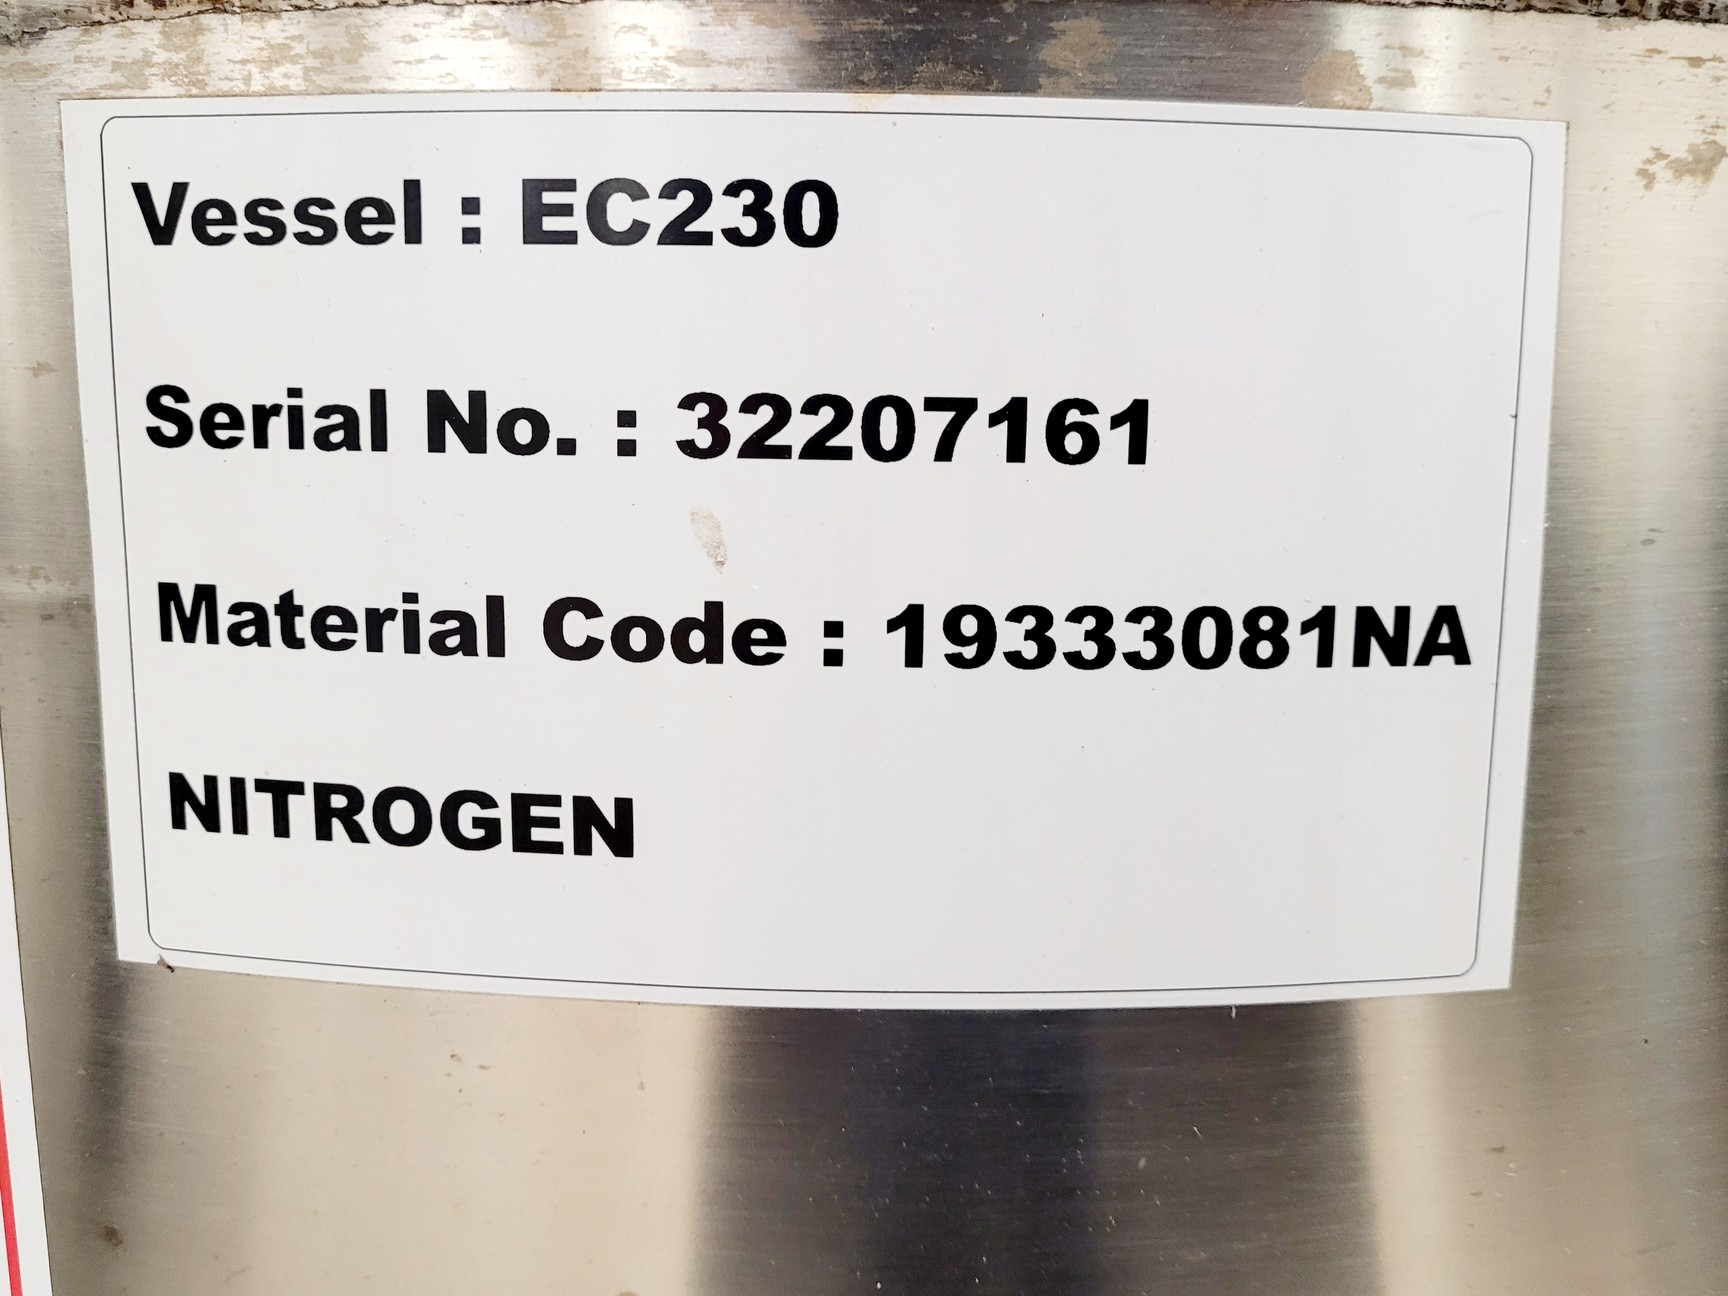 Vessel : EC230
Serial No. : 32207161
Material Code : 19333081NA
NITROGEN